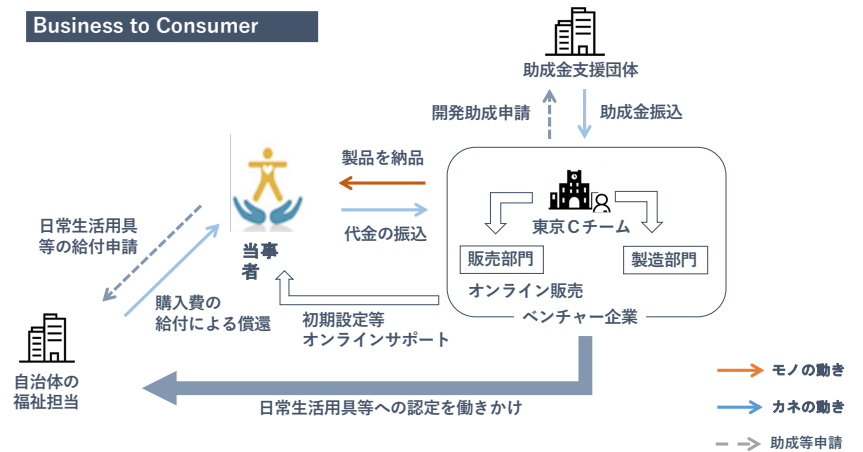 Business to Consumer
助成金支援団体
開発助成申請
助成金振込
製品を納品
代金の振込
東京Cチーム
販売部門
製造部門
オンライン販売
ベンチャー企業
日常生活用具
等の給付申請
当事
者
購入費の
給付による償還
初期設定等
オンラインサポート
自治体の
福祉担当
日常生活用具等への認定を働きかけ
モノの動き
カネの動き
助成等申請